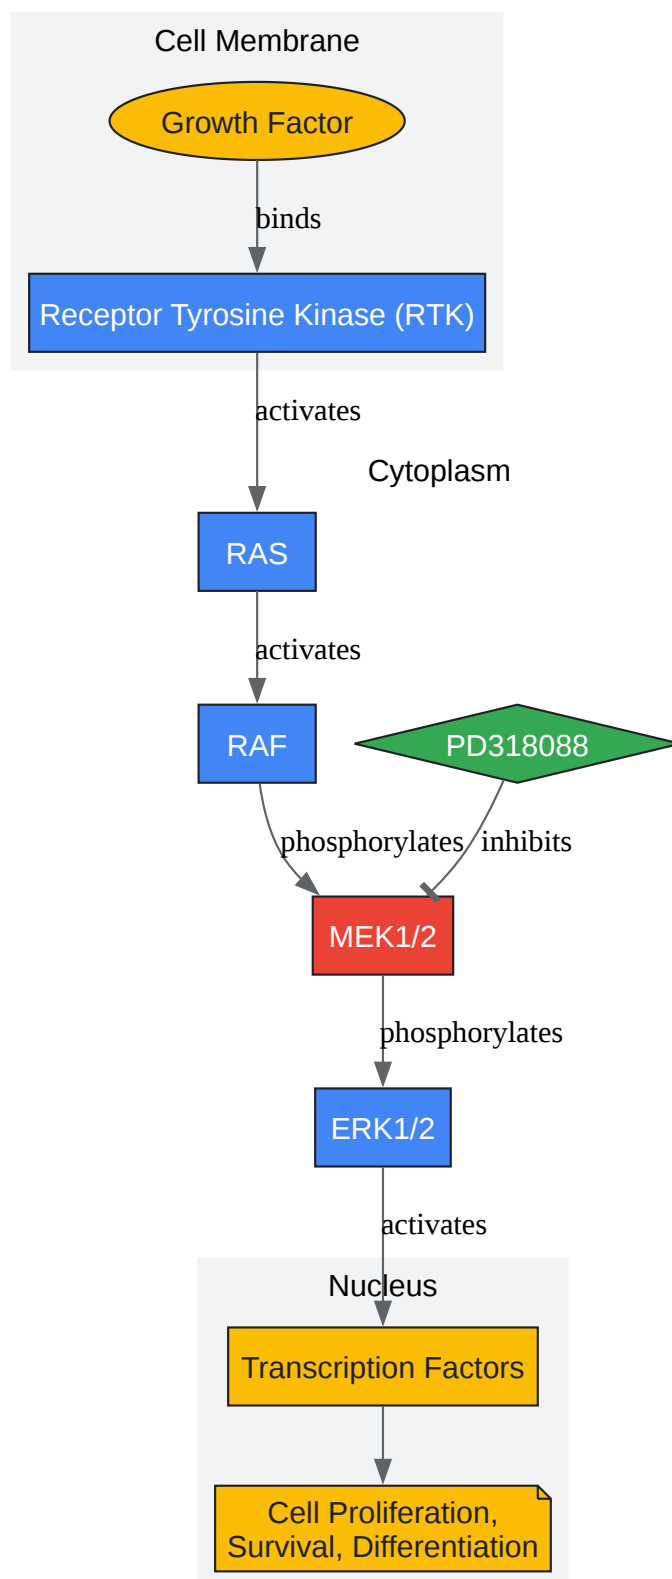 Cell Membrane
Growth Factor
binds
Receptor Tyrosine Kinase (RTK)
activates
Cytoplasm
RAS
activates
RAF
PD318088
phosphorylates
inhibits
MEK1/2
phosphorylates
ERK1/2
activates
Nucleus
Transcription Factors
Cell Proliferation,
Survival, Differentiation